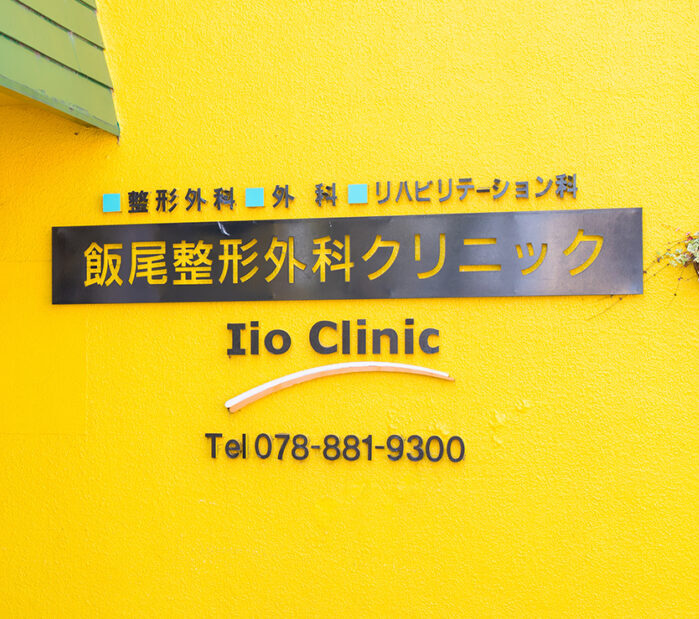 ■整形外科■外科■リハビリテーション科
飯尾整形外科クリニック
Iio Clinic
Tel 078-881-9300